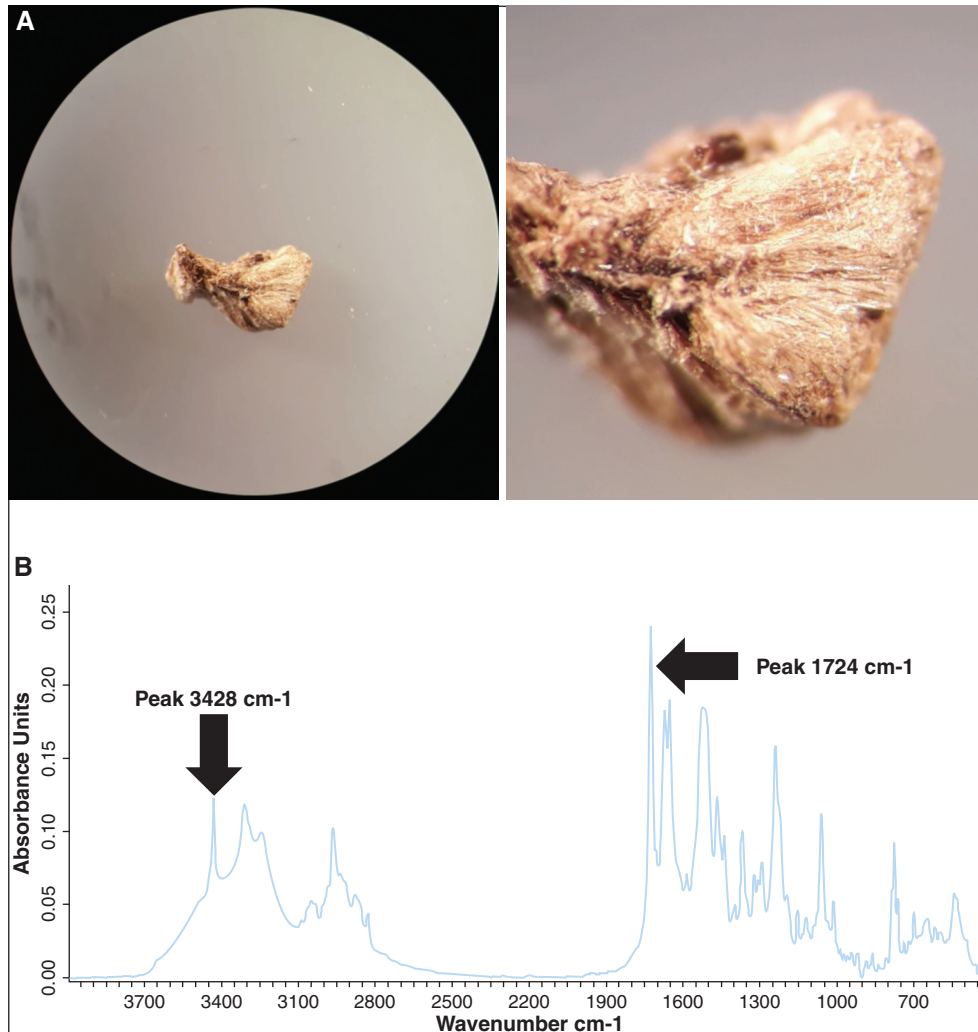 A
B
Peak 3428 cm-1
Peak 1724 cm-1
Absorbance Units
0.25
0.20
0.15
0.10
0.05
0.00
3700 3400 3100 2800 2500 2200 1900 1600 1300 1000 700
Wavenumber cm-1